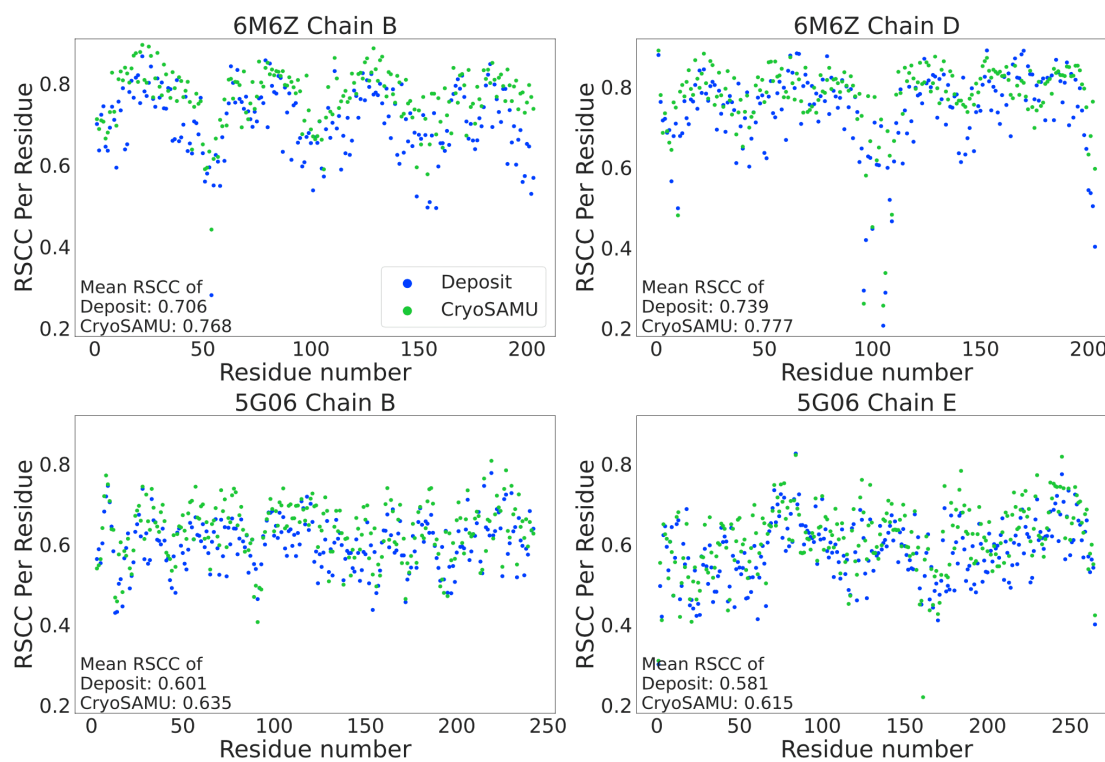 6M6Z Chain B
RSCC Per Residue
0.8
0.6
0.4
0.2
Mean RSCC of
Deposit: 0.706
CryoSAMU: 0.768
Deposit
CryoSAMU
0 50 100 150 200
Residue number
6M6Z Chain D
RSCC Per Residue
0.8
0.6
0.4
0.2
Mean RSCC of
Deposit: 0.739
CryoSAMU: 0.777
0 50 100 150 200
Residue number
5G06 Chain B
RSCC Per Residue
0.8
0.6
0.4
0.2
Mean RSCC of
Deposit: 0.601
CryoSAMU: 0.635
0 50 100 150 200 250
Residue number
5G06 Chain E
RSCC Per Residue
0.8
0.6
0.4
0.2
Mean RSCC of
Deposit: 0.581
CryoSAMU: 0.615
0 50 100 150 200 250
Residue number